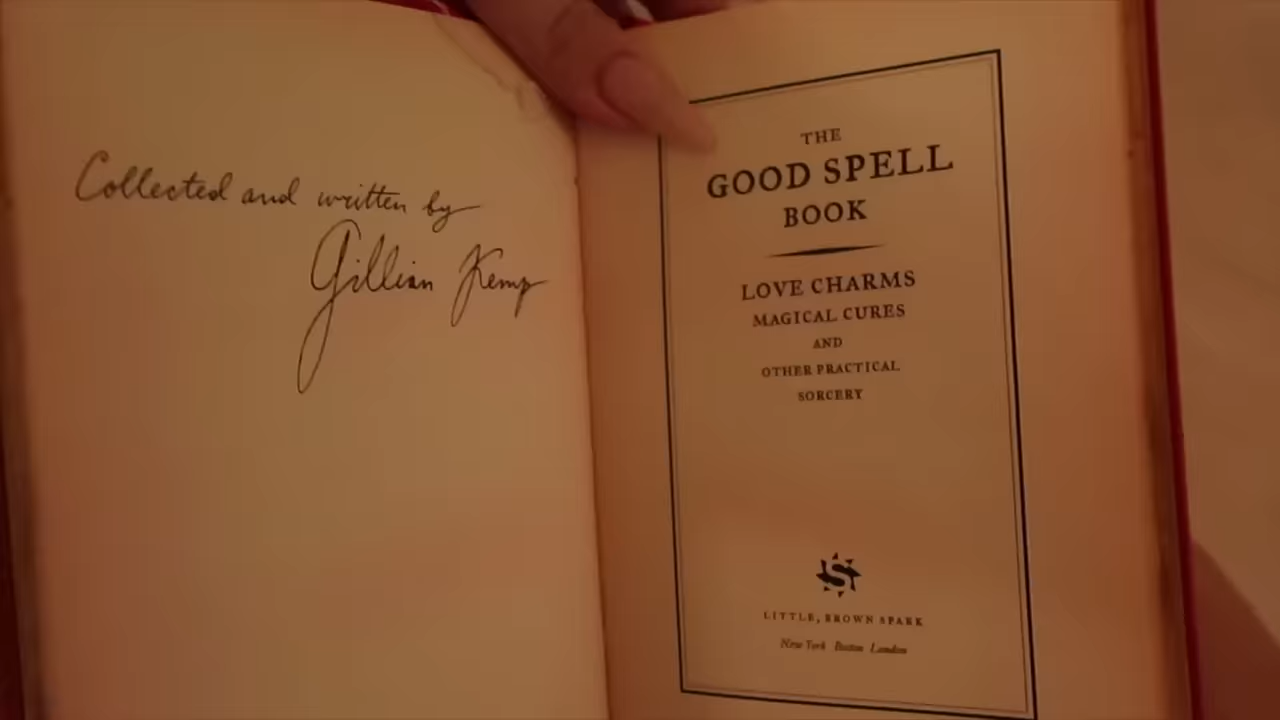 Collected and written by
Gillian Kemp
THE
GOOD SPELL
BOOK
LOVE CHARMS
MAGICAL CURES
AND
OTHER PRACTICAL
SORCERY
S
LITTLE, BROWN SPARK
New York Boston London